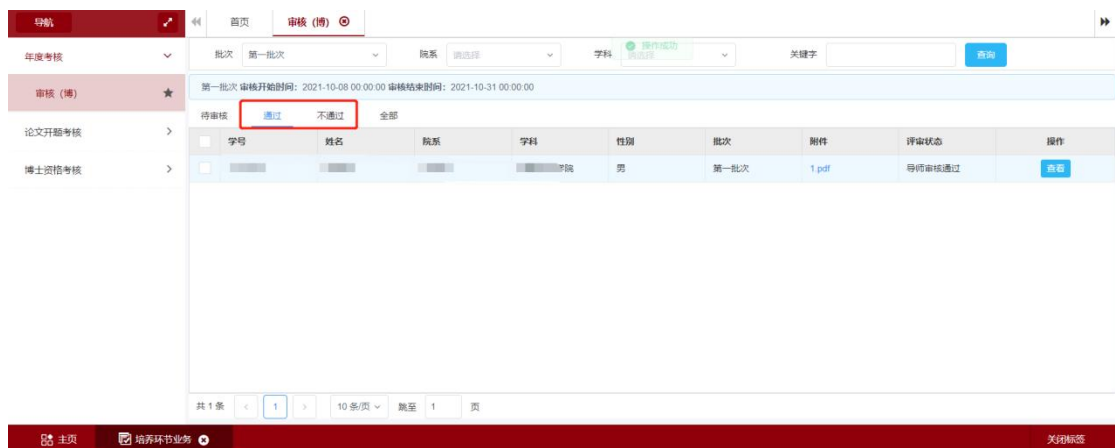 导航
首页
审核 (博)
年度考核
批次 第一批次
院系 请选择
学科
操作成功
关键字
查询
审核 (博)
第一批次 审核开始时间: 2021-10-08 00:00:00 审核结束时间: 2021-10-31 00:00:00
待审核 通过 不通过 全部
论文开题考核
学号 姓名 院系 学科 性别 批次 附件 评审状态 操作
博士资格考核
学院 男 第一批次 1.pdf 导师审核通过 查看
共 1 条 < 1 > 10 条/页 跳至 1 页
主页 培养环节业务 关闭标签